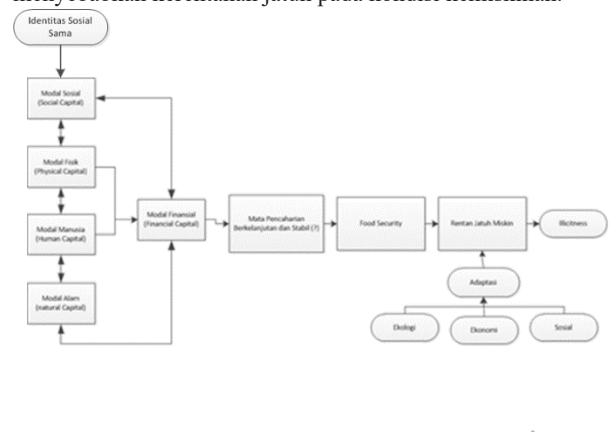 Identitas Sosial
Sama
Modal Sosial
(Social Capital)
Modal Fisik
(Physical Capital)
Modal Manusia
(Human Capital)
Modal Alam
(natural Capital)
Modal Finansial
(Financial Capital)
Mata Pencaharian
Berkelanjutan dan Stabil (?)
Food Security
Rentan Jatuh Miskin
Illicitness
Adaptasi
Ekologi
Ekonomi
Sosial